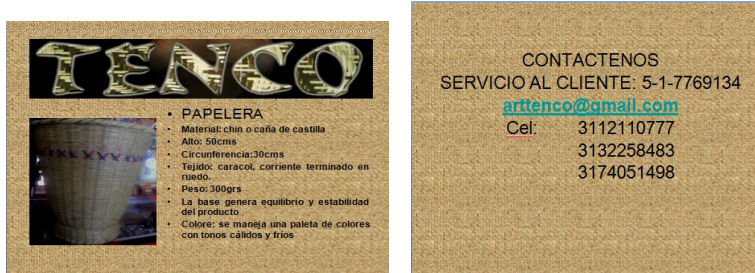 TENCO
• PAPELERA
• Material: chin o caña de castilla
• Alto: 50cms
• Circunferencia:30cms
• Tejido: caracol, corriente terminado en
ruedo.
• Peso: 300grs
• La base genera equilibrio y estabilidad
del producto
• Colore: se maneja una paleta de colores
con tonos cálidos y fríos
CONTACTENOS
SERVICIO AL CLIENTE: 5-1-7769134
arttenco@gmail.com
Cel: 3112110777
3132258483
3174051498